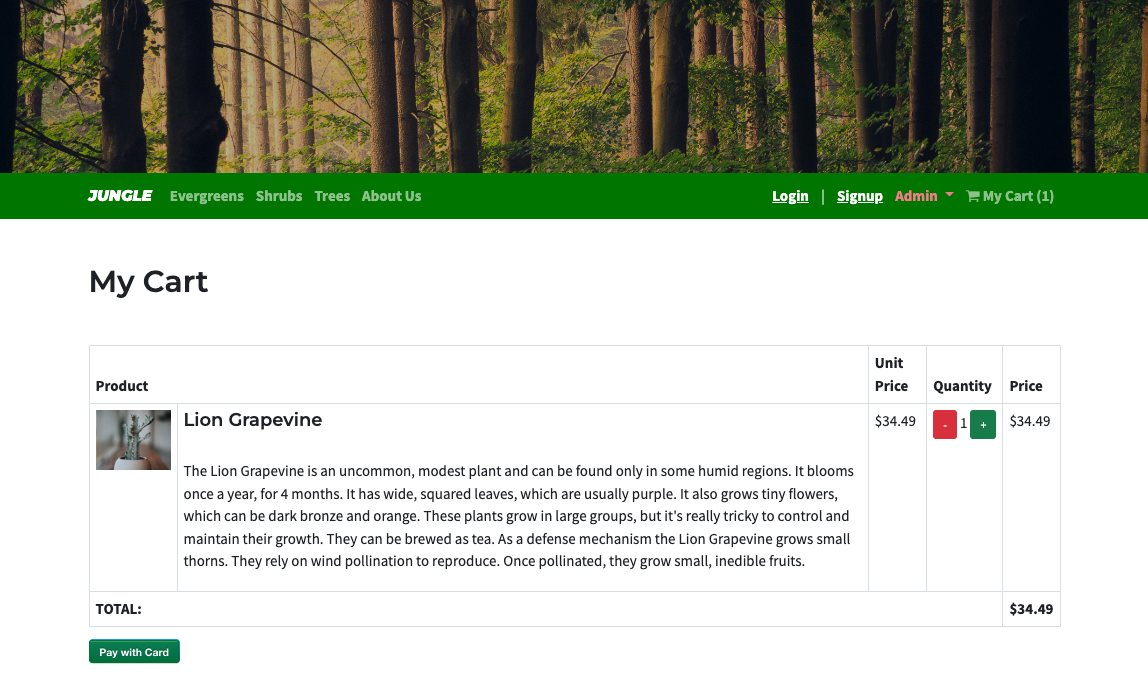 JUNGLE Evergreens Shrubs Trees About Us Login | Signup Admin My Cart (1)
My Cart
Product Unit Price Quantity Price
Lion Grapevine $34.49 - 1 + $34.49
The Lion Grapevine is an uncommon, modest plant and can be found only in some humid regions. It blooms
once a year, for 4 months. It has wide, squared leaves, which are usually purple. It also grows tiny flowers,
which can be dark bronze and orange. These plants grow in large groups, but it's really tricky to control and
maintain their growth. They can be brewed as tea. As a defense mechanism the Lion Grapevine grows small
thorns. They rely on wind pollination to reproduce. Once pollinated, they grow small, inedible fruits.
TOTAL: $34.49
Pay with Card